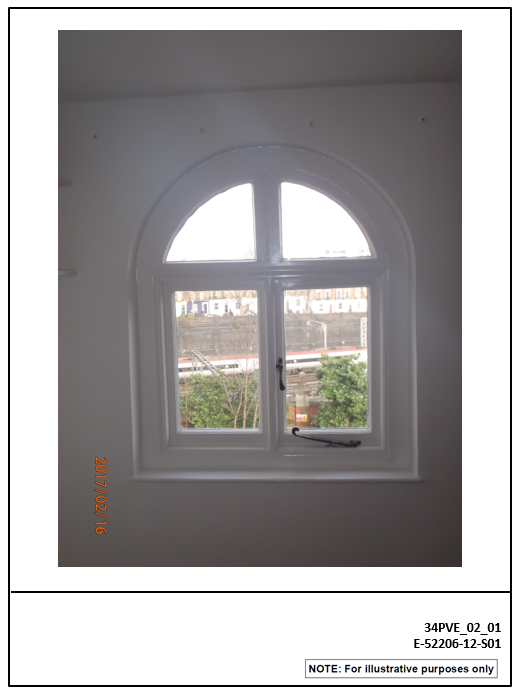 2017/02/16
34PVE_02_01
E-52206-12-S01
NOTE: For illustrative purposes only